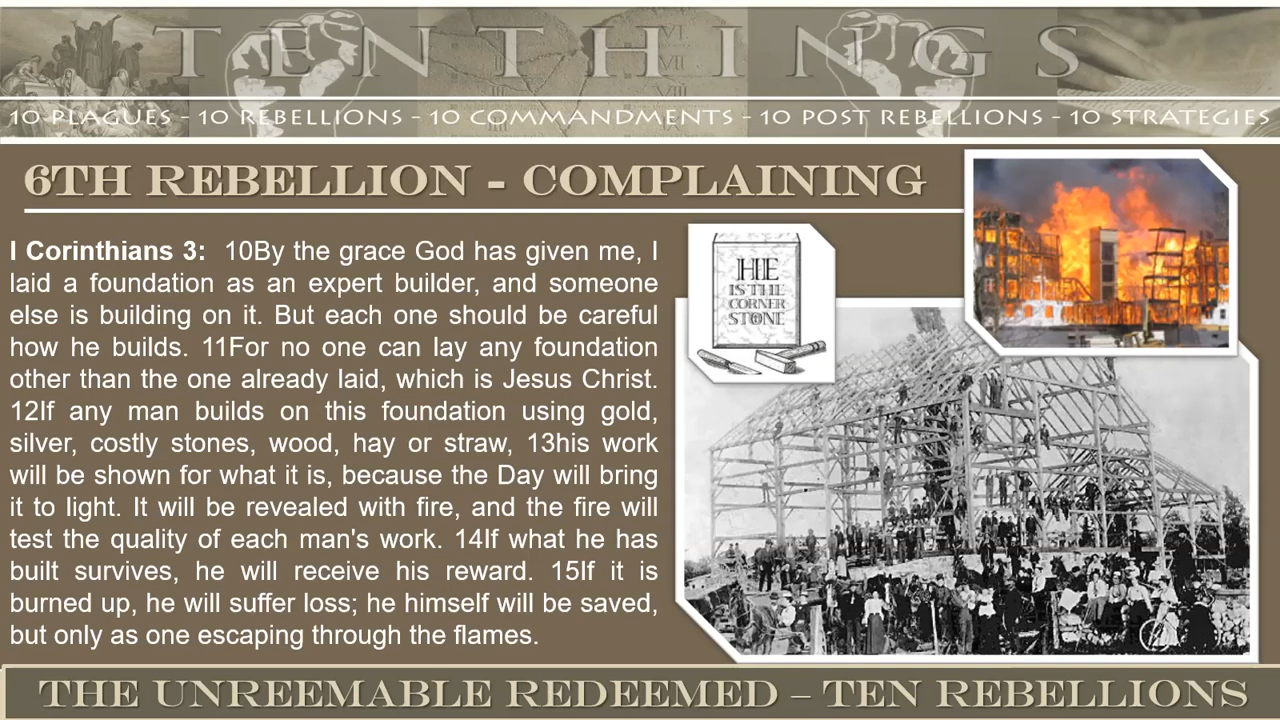 TEN THINGS
10 PLAGUES - 10 REBELLIONS - 10 COMMANDMENTS - 10 POST REBELLIONS - 10 STRATEGIES
6TH REBELLION - COMPLAINING
I Corinthians 3: 10By the grace God has given me, I
laid a foundation as an expert builder, and someone
else is building on it. But each one should be careful
how he builds. 11For no one can lay any foundation
other than the one already laid, which is Jesus Christ.
12If any man builds on this foundation using gold,
silver, costly stones, wood, hay or straw, 13his work
will be shown for what it is, because the Day will bring
it to light. It will be revealed with fire, and the fire will
test the quality of each man's work. 14If what he has
built survives, he will receive his reward. 15If it is
burned up, he will suffer loss; he himself will be saved,
but only as one escaping through the flames.
HE
IS THE
CORNER
STONE
THE UNREEMABLE REDEEMED – TEN REBELLIONS